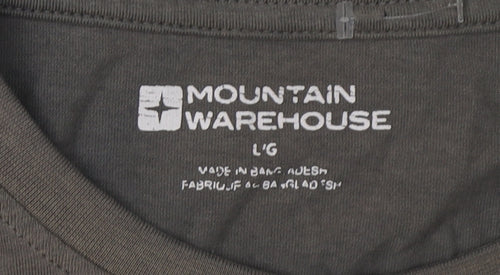 MOUNTAIN
WAREHOUSE
L/G
MADE IN BANGLADESH
FABRIQUE AU BANGLADESH